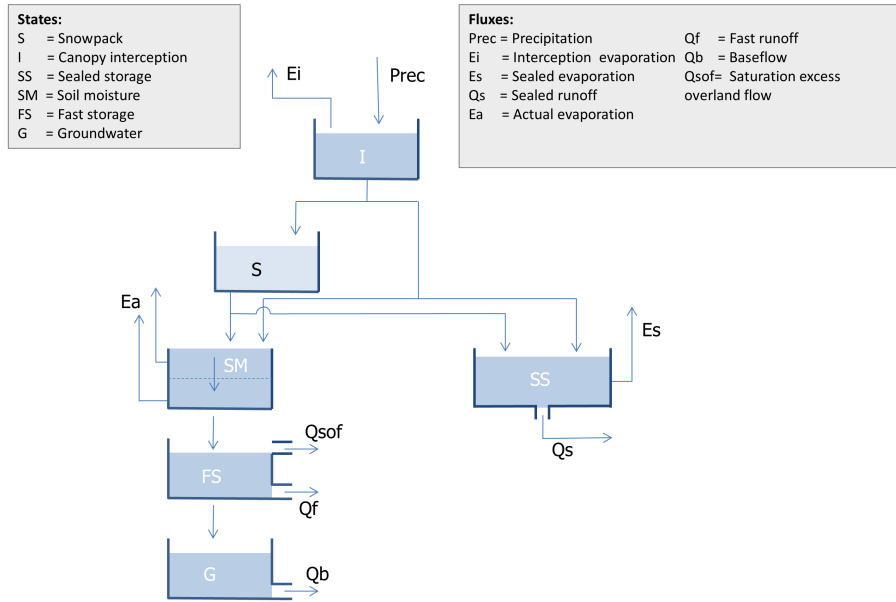 States:
S = Snowpack
I = Canopy interception
SS = Sealed storage
SM = Soil moisture
FS = Fast storage
G = Groundwater
Fluxes:
Prec = Precipitation Qf = Fast runoff
Ei = Interception evaporation Qb = Baseflow
Es = Sealed evaporation Qsof= Saturation excess
Qs = Sealed runoff overland flow
Ea = Actual evaporation
Ei
Prec
I
S
Ea
SM
Es
SS
Qsof
Qs
FS
Qf
G
Qb